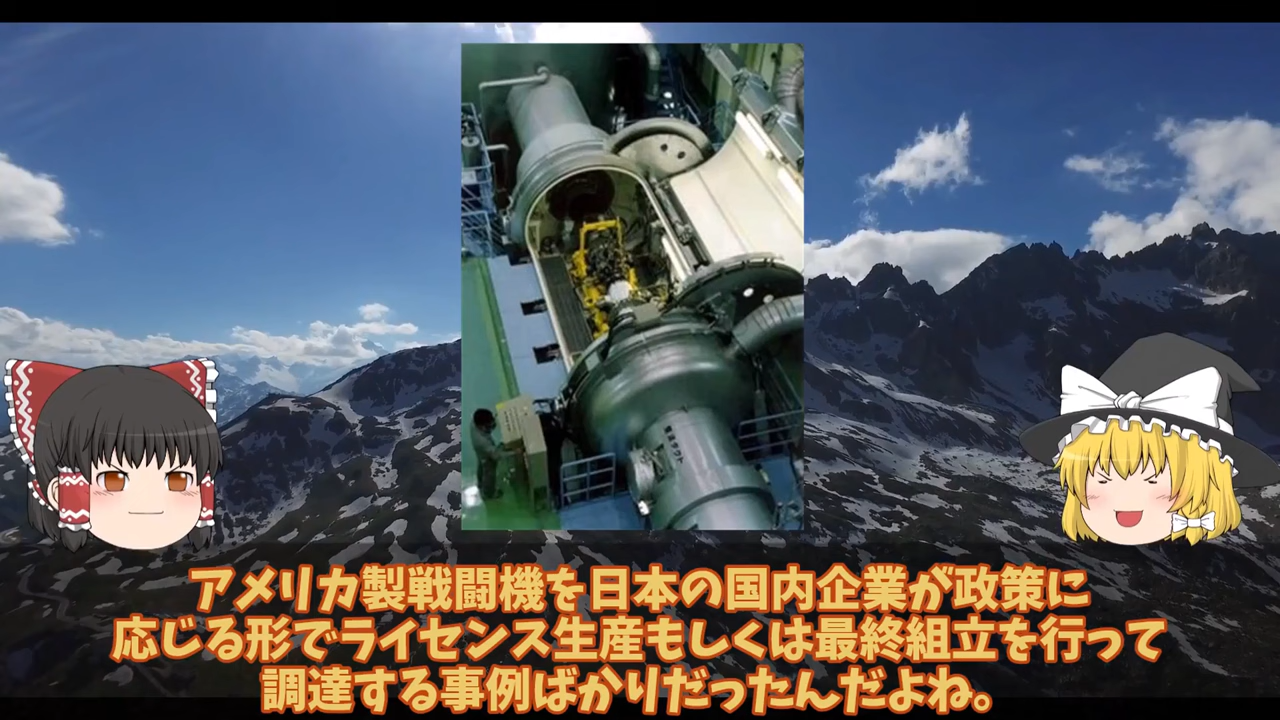 アメリカ製戦闘機を日本の国内企業が政策に
応じる形でライセンス生産もしくは最終組立を行って
調達する事例ばかりだったんだよね。